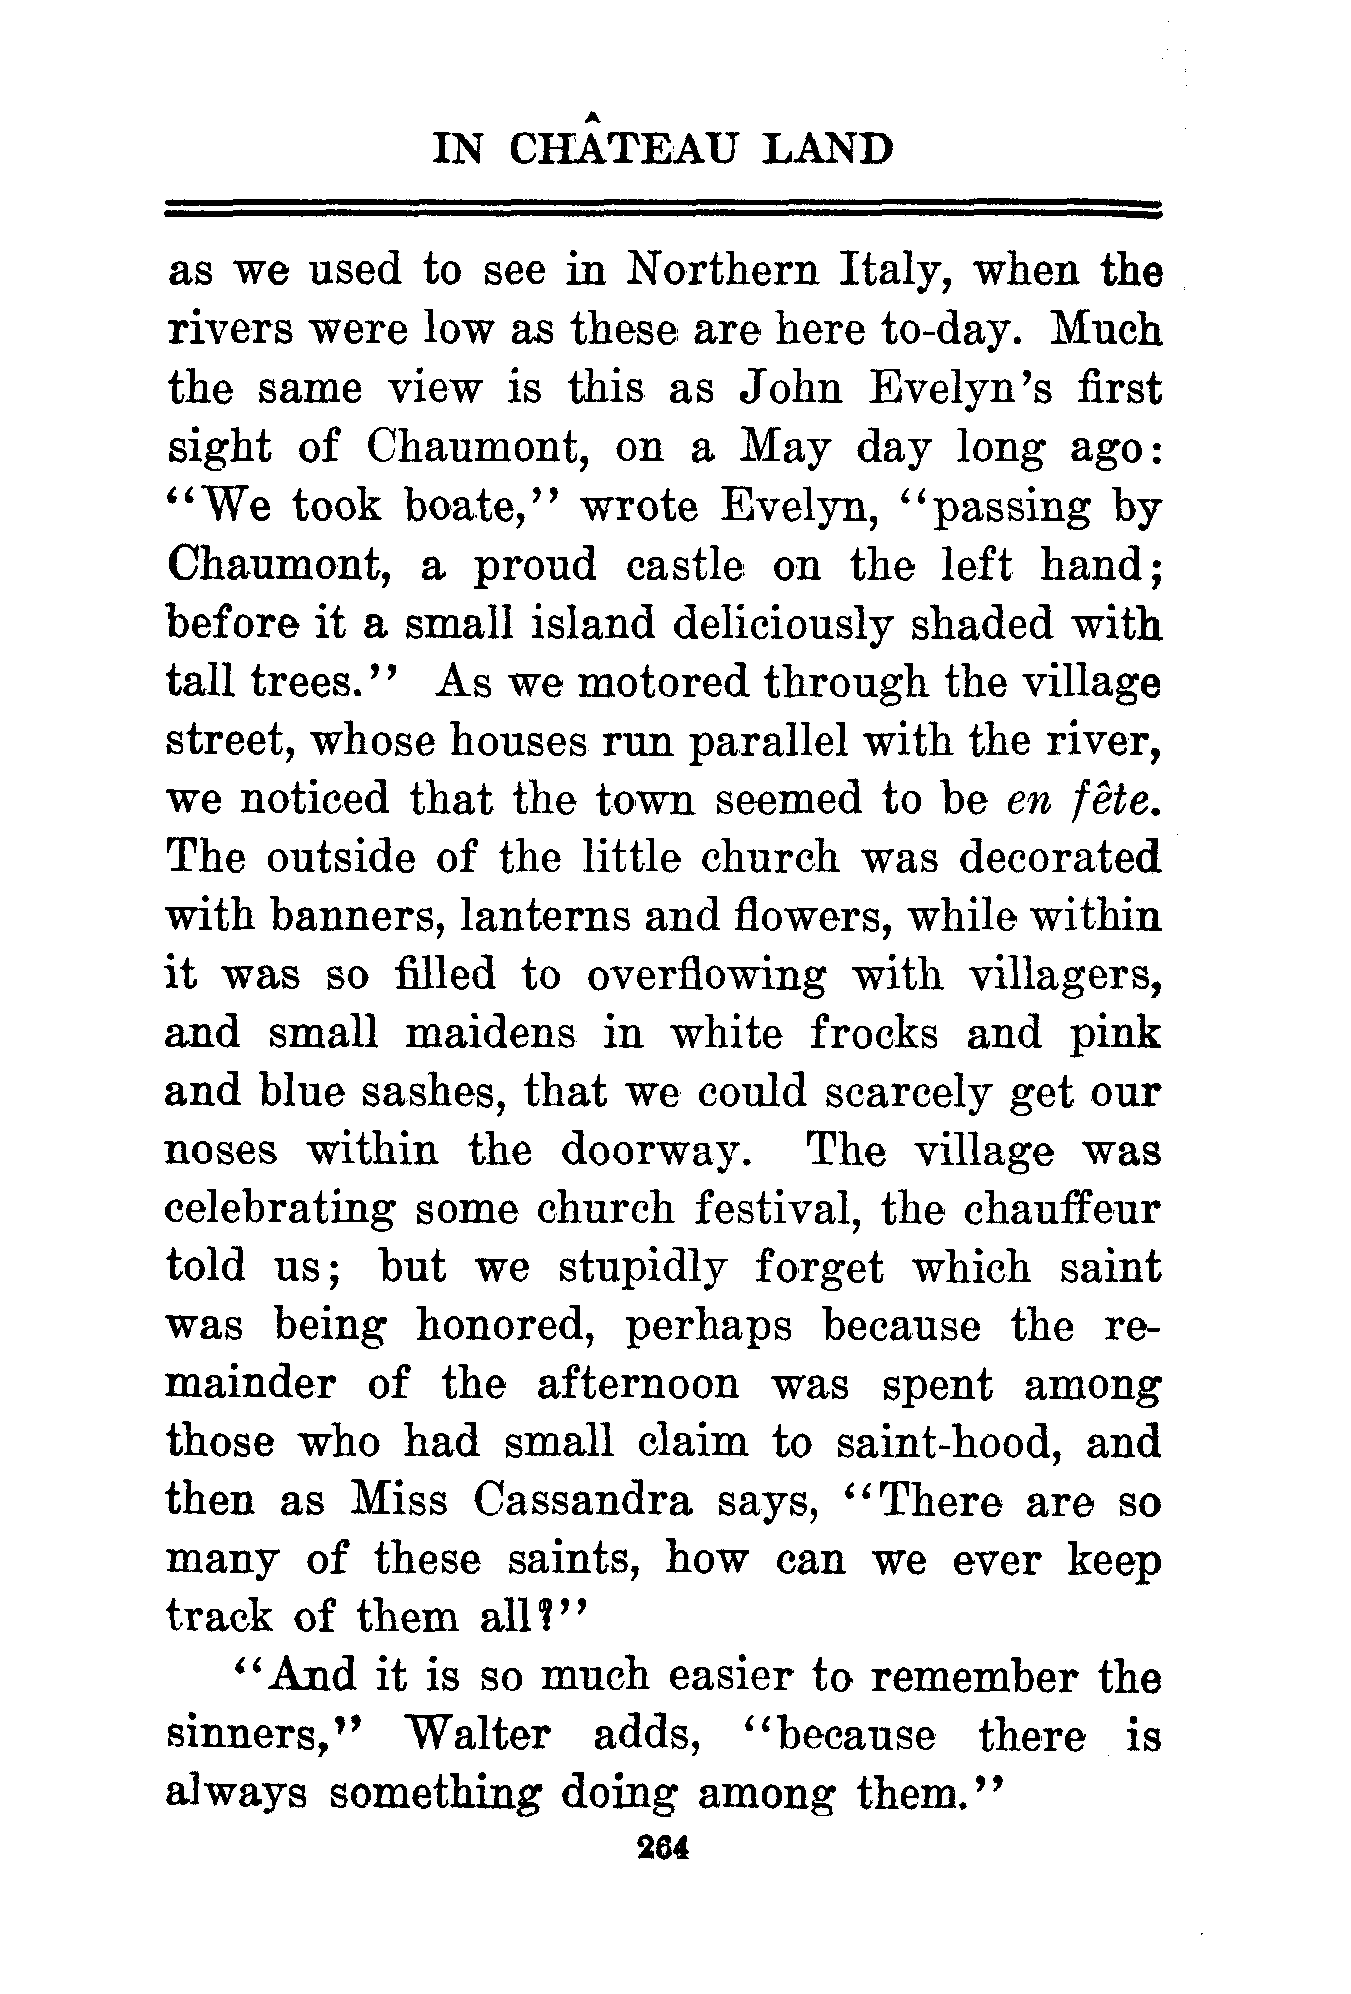 IN CHÂTEAU LAND
as we used to see in Northern Italy, when the
rivers were low as these are here to-day. Much
the same view is this as John Evelyn's first
sight of Chaumont, on a May day long ago:
"We took boate," wrote Evelyn, "passing by
Chaumont, a proud castle on the left hand;
before it a small island deliciously shaded with
tall trees." As we motored through the village
street, whose houses run parallel with the river,
we noticed that the town seemed to be en fête.
The outside of the little church was decorated
with banners, lanterns and flowers, while within
it was so filled to overflowing with villagers,
and small maidens in white frocks and pink
and blue sashes, that we could scarcely get our
noses within the doorway. The village was
celebrating some church festival, the chauffeur
told us; but we stupidly forget which saint
was being honored, perhaps because the re-
mainder of the afternoon was spent among
those who had small claim to saint-hood, and
then as Miss Cassandra says, "There are so
many of these saints, how can we ever keep
track of them all?"
"And it is so much easier to remember the
sinners," Walter adds, "because there is
always something doing among them."
264